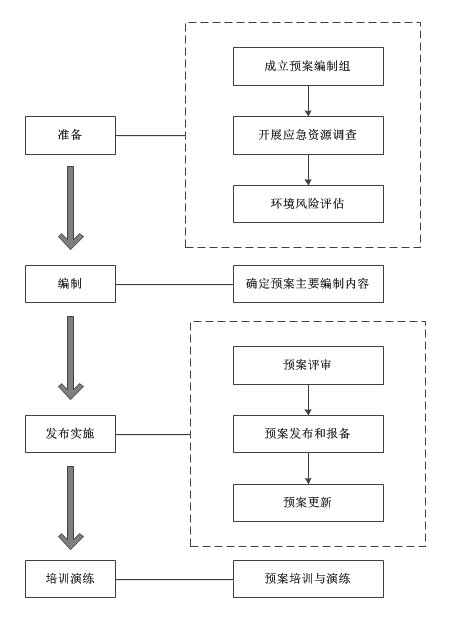 成立预案编制组
准备
开展应急资源调查
环境风险评估
编制
确定预案主要编制内容
预案评审
发布实施
预案发布和报备
预案更新
培训演练
预案培训与演练